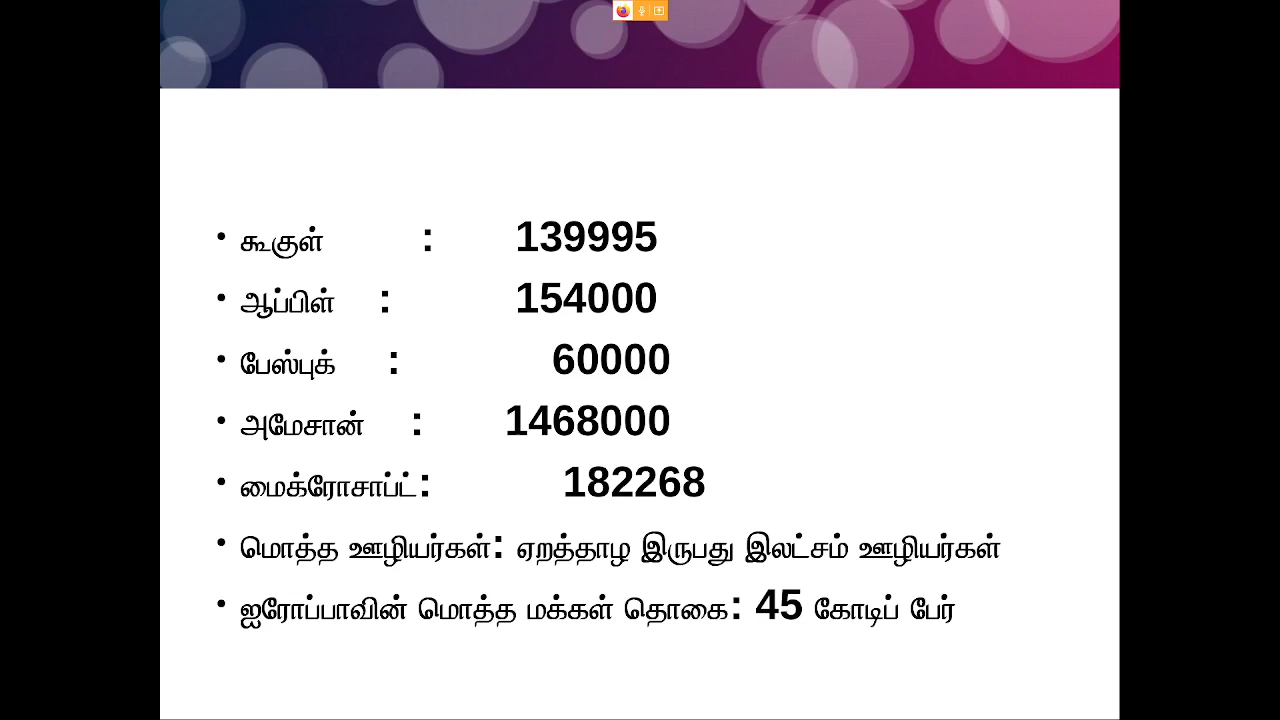 • கூகுள் : 139995
• ஆப்பிள் : 154000
• பேஸ்புக் : 60000
• அமேசான் : 1468000
• மைக்ரோசாப்ட்: 182268
• மொத்த ஊழியர்கள்: ஏறத்தாழ இருபது இலட்சம் ஊழியர்கள்
• ஐரோப்பாவின் மொத்த மக்கள் தொகை: 45 கோடிப் பேர்